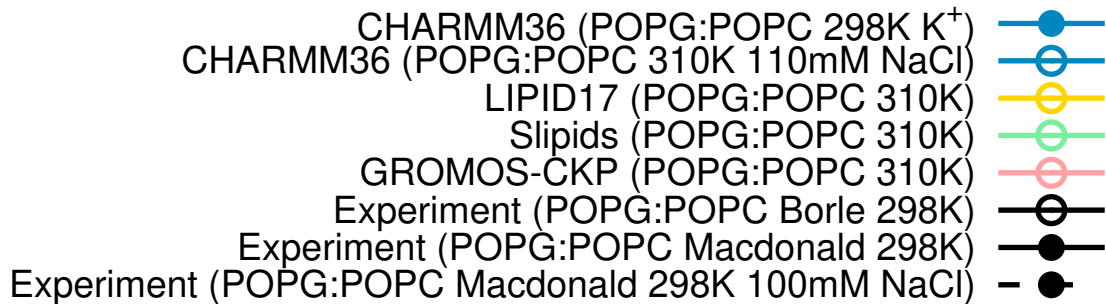 CHARMM36 (POPG:POPC 298K K⁺)
CHARMM36 (POPG:POPC 310K 110mM NaCl)
LIPID17 (POPG:POPC 310K)
Slipids (POPG:POPC 310K)
GROMOS-CKP (POPG:POPC 310K)
Experiment (POPG:POPC Borle 298K)
Experiment (POPG:POPC Macdonald 298K)
Experiment (POPG:POPC Macdonald 298K 100mM NaCl)